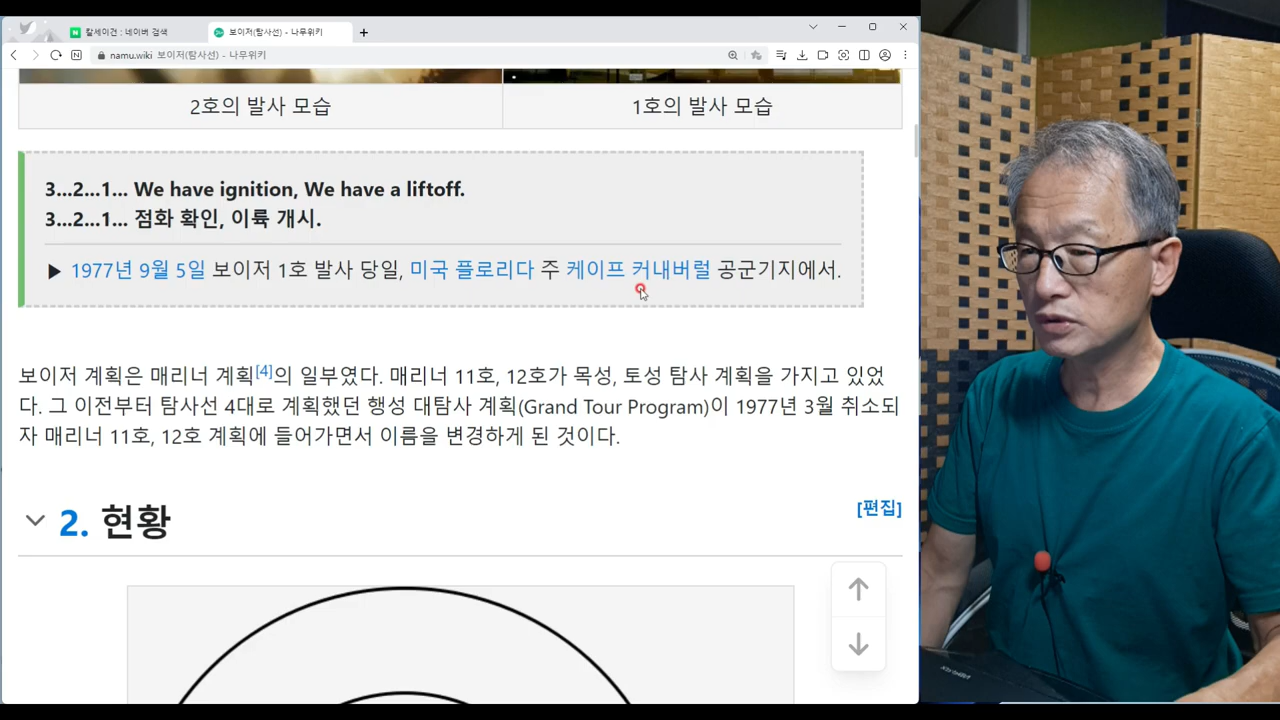 칼세이건 : 네이버 검색
보이저(탐사선) - 나무위키
N
namu.wiki 보이저(탐사선) - 나무위키
2호의 발사 모습
1호의 발사 모습
3...2...1... We have ignition, We have a liftoff.
3...2...1... 점화 확인, 이륙 개시.
▶ 1977년 9월 5일 보이저 1호 발사 당일, 미국 플로리다 주 케이프 커내버럴 공군기지에서.
보이저 계획은 매리너 계획[4]의 일부였다. 매리너 11호, 12호가 목성, 토성 탐사 계획을 가지고 있었
다. 그 이전부터 탐사선 4대로 계획했던 행성 대탐사 계획(Grand Tour Program)이 1977년 3월 취소되
자 매리너 11호, 12호 계획에 들어가면서 이름을 변경하게 된 것이다.
2. 현황
[편집]